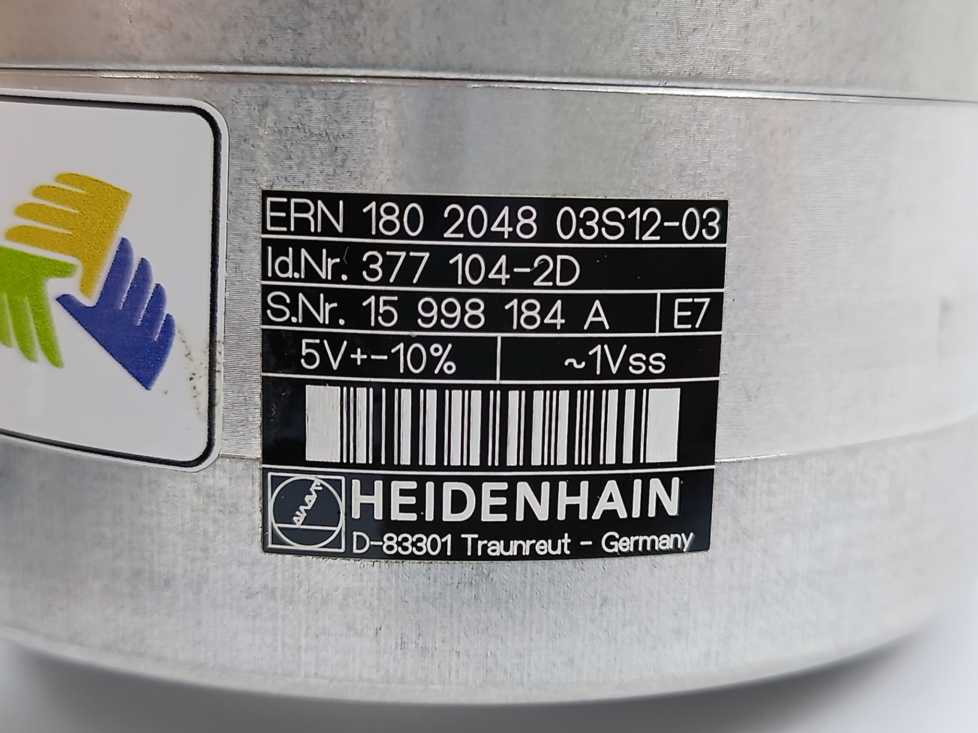 ERN 180 2048 03S12-03
Id.Nr. 377 104-2D
S.Nr. 15 998 184 A E7
5V+-10% ~1Vss
HEIDENHAIN
D-83301 Traunreut - Germany